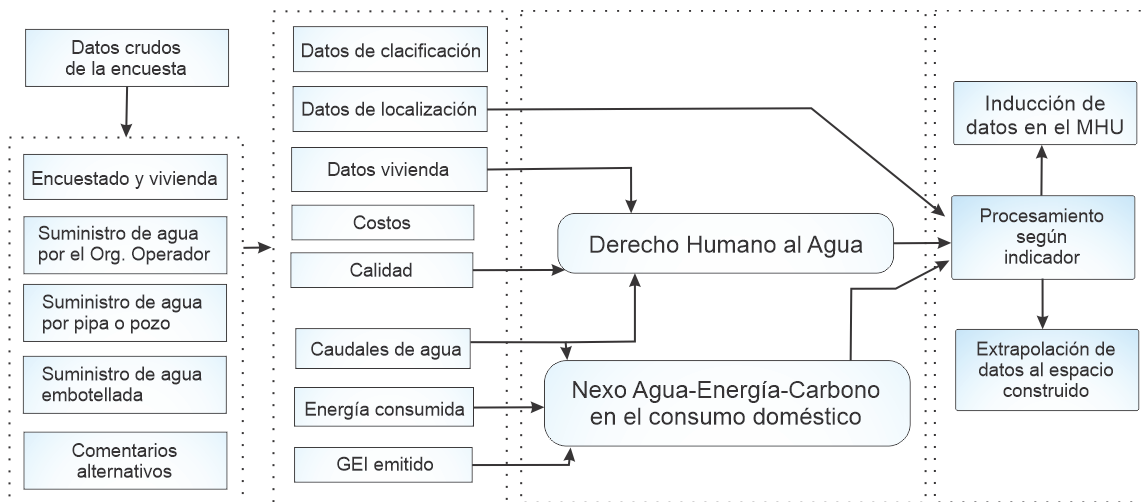 Datos crudos
de la encuesta
Encuestado y vivienda
Suministro de agua
por el Org. Operador
Suministro de agua
por pipa o pozo
Suministro de agua
embotellada
Comentarios
alternativos
Datos de clacificación
Datos de localización
Datos vivienda
Costos
Calidad
Caudales de agua
Energía consumida
GEI emitido
Derecho Humano al Agua
Nexo Agua-Energía-Carbono
en el consumo doméstico
Inducción de
datos en el MHU
Procesamiento
según
indicador
Extrapolación de
datos al espacio
construido